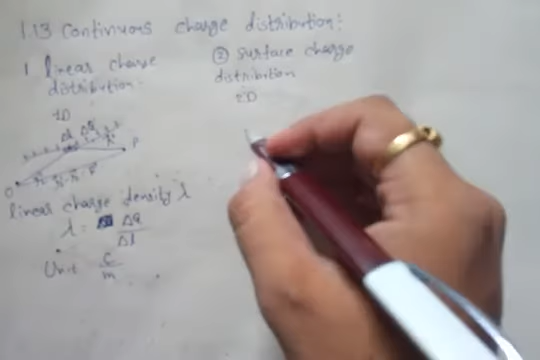 1.13 Continuous charge distribution:
1 linear charge
distribution:
1D
ΔQ
P
O
linear charge density λ
λ = ΔQ/Δl
Unit C/m
② Surface charge
distribution
2D